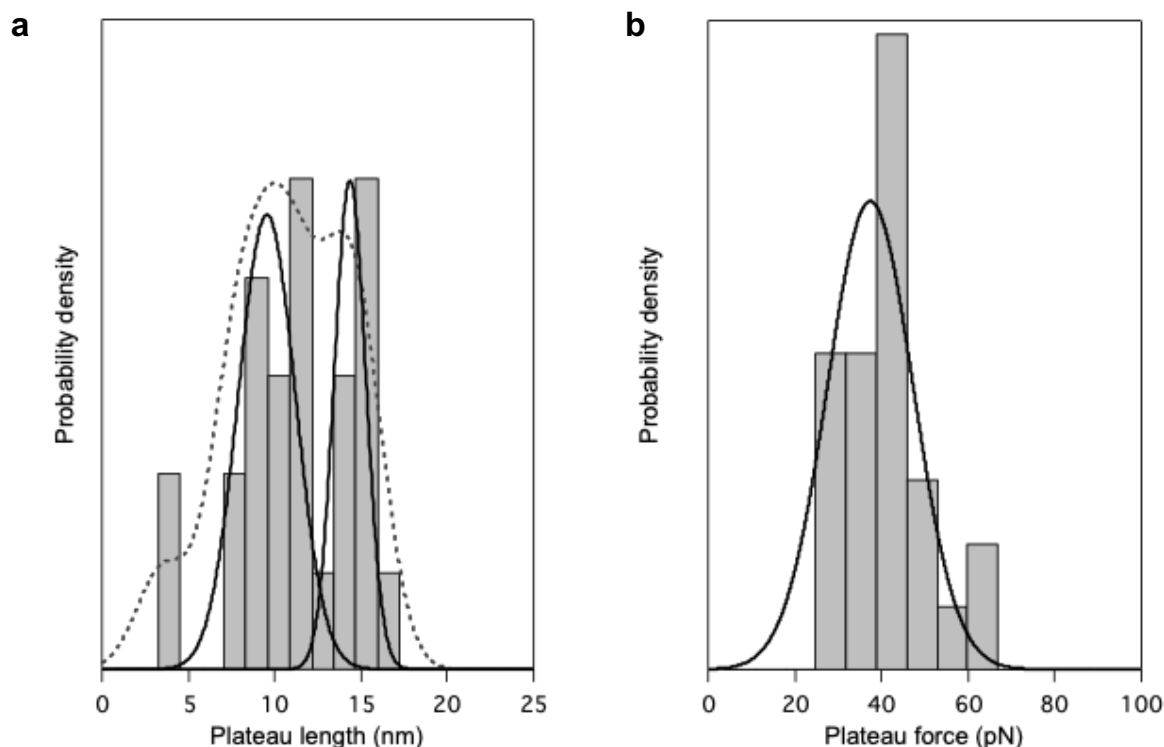 a
Probability density
0 5 10 15 20 25
Plateau length (nm)
b
Probability density
0 20 40 60 80 100
Plateau force (pN)